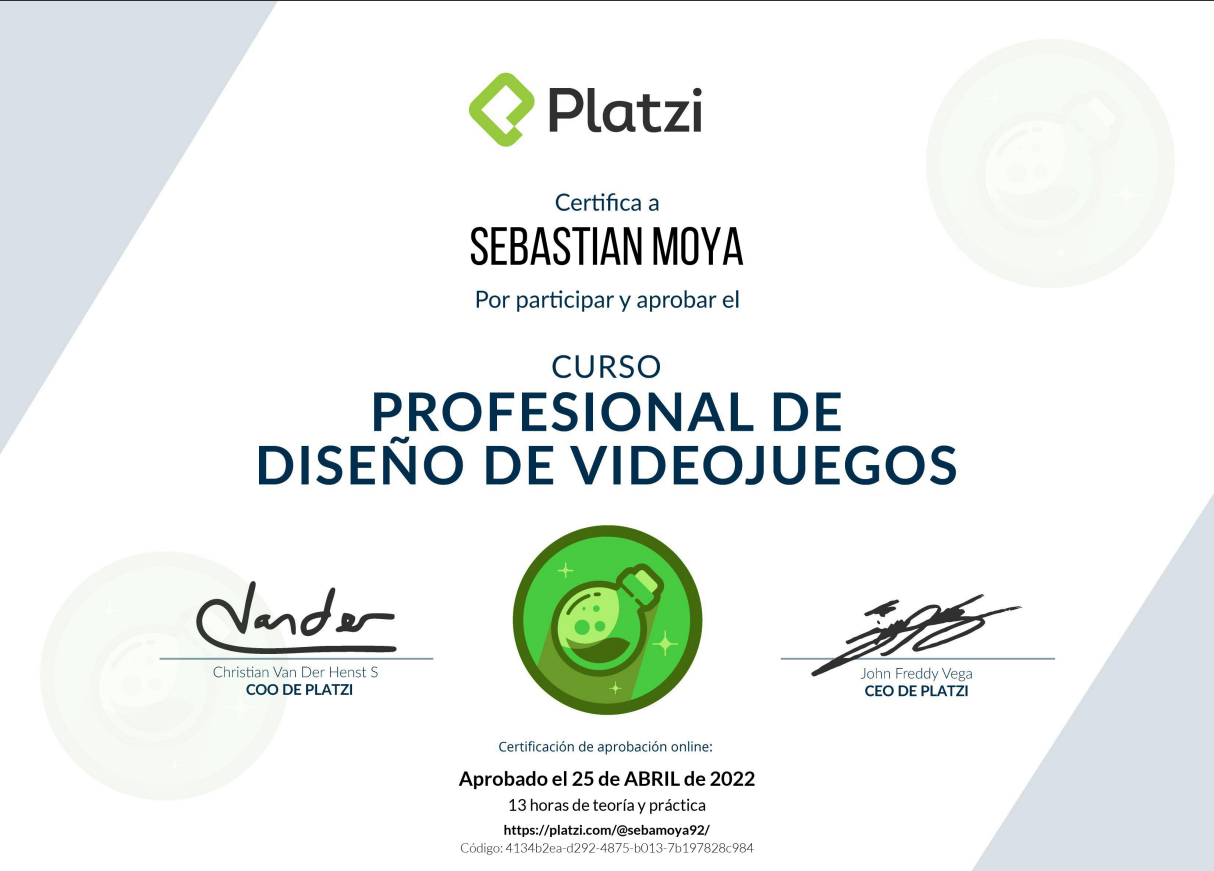 Platzi
Certifica a
SEBASTIAN MOYA
Por participar y aprobar el
CURSO
PROFESIONAL DE
DISEÑO DE VIDEOJUEGOS
Vander
Christian Van Der Henst S
COO DE PLATZI
John Freddy Vega
CEO DE PLATZI
Certificación de aprobación online:
Aprobado el 25 de ABRIL de 2022
13 horas de teoría y práctica
https://platzi.com/@sebamoya92/
Código: 4134b2ea-d292-4875-b013-7b197828c984